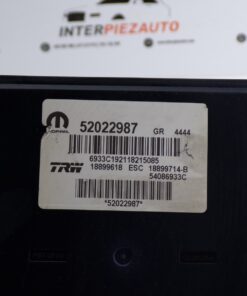 INTERPIEZAUTO
MOPAR
52022987 GR 4444
6933C192118215085
TRW
18899618 ESC 18899714-B
54086933C
*52022987*